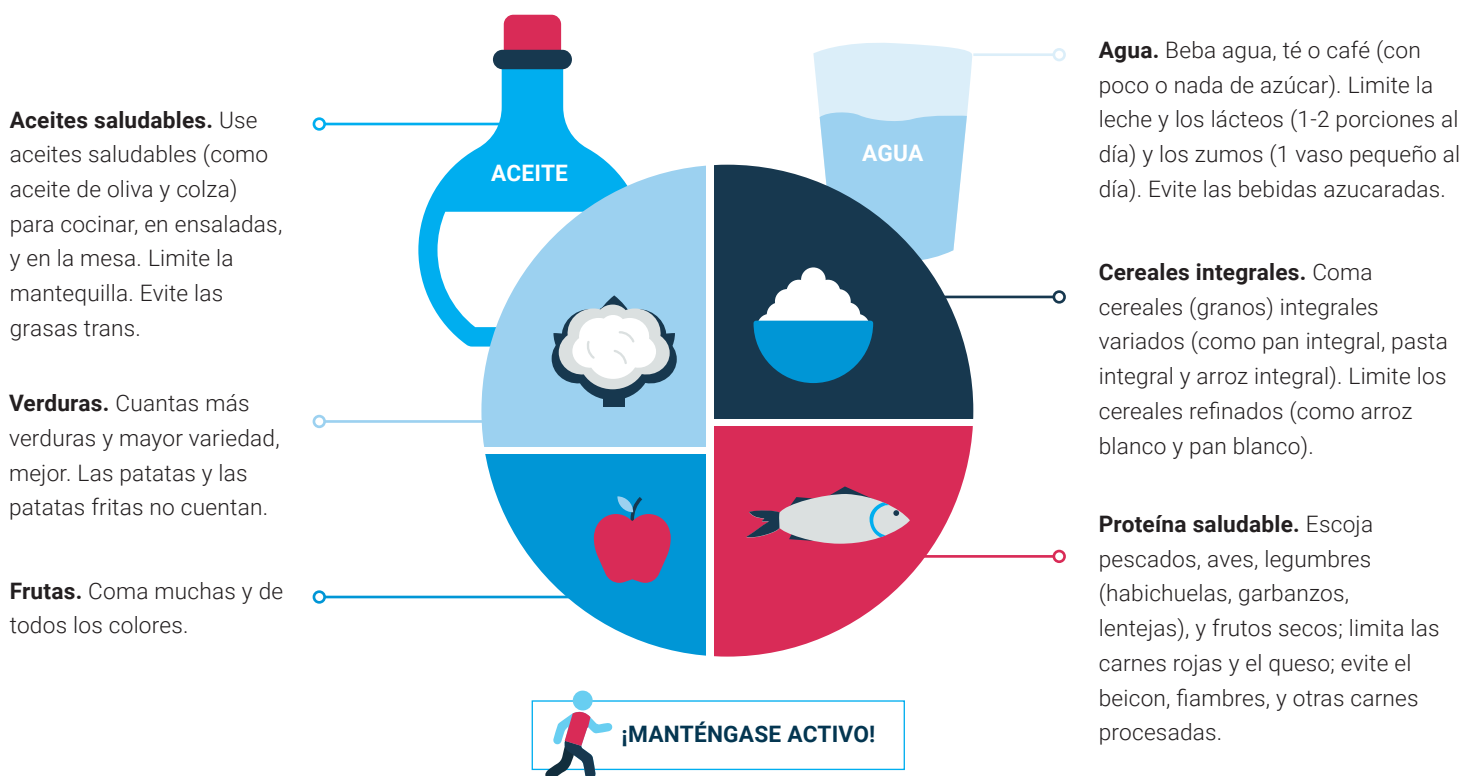 Aceites saludables. Use
aceites saludables (como
aceite de oliva y colza)
para cocinar, en ensaladas,
y en la mesa. Limite la
mantequilla. Evite las
grasas trans.
Verduras. Cuantas más
verduras y mayor variedad,
mejor. Las patatas y las
patatas fritas no cuentan.
Frutas. Coma muchas y de
todos los colores.
ACEITE
AGUA
¡MANTÉNGASE ACTIVO!
Agua. Beba agua, té o café (con
poco o nada de azúcar). Limite la
leche y los lácteos (1-2 porciones al
día) y los zumos (1 vaso pequeño al
día). Evite las bebidas azucaradas.
Cereales integrales. Coma
cereales (granos) integrales
variados (como pan integral, pasta
integral y arroz integral). Limite los
cereales refinados (como arroz
blanco y pan blanco).
Proteína saludable. Escoja
pescados, aves, legumbres
(habichuelas, garbanzos,
lentejas), y frutos secos; limita las
carnes rojas y el queso; evite el
beicon, fiambres, y otras carnes
procesadas.